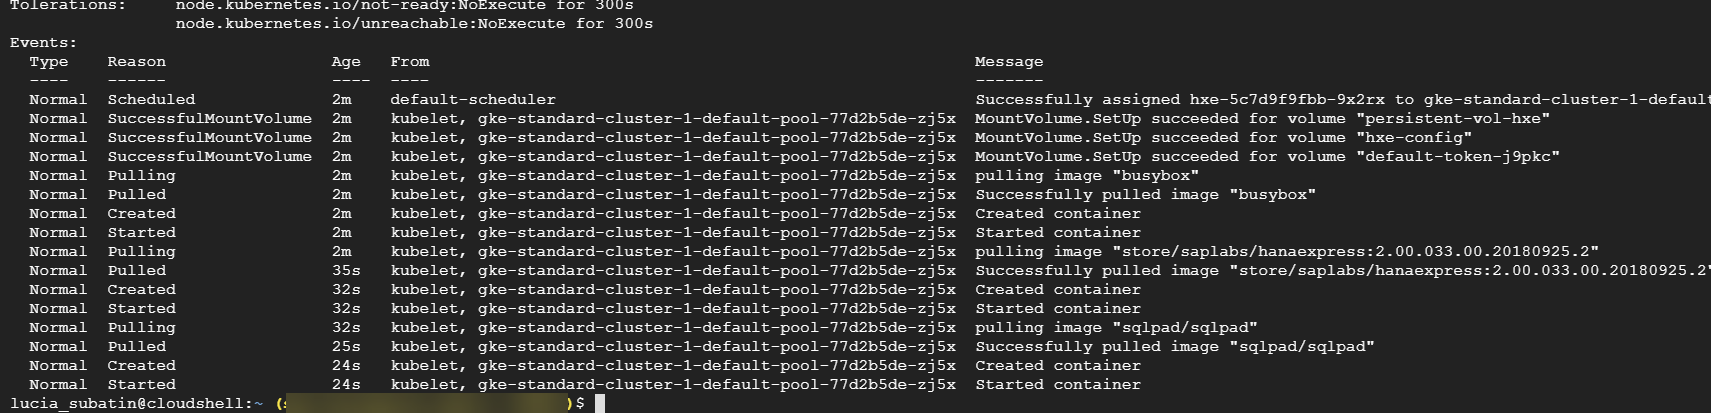 Tolerations:     node.kubernetes.io/not-ready:NoExecute for 300s
                 node.kubernetes.io/unreachable:NoExecute for 300s
Events:
  Type    Reason                 Age   From                                                  Message
  ----    ------                 ----  ----                                                  -------
  Normal  Scheduled              2m    default-scheduler                                     Successfully assigned hxe-5c7d9f9fbb-9x2rx to gke-standard-cluster-1-default
  Normal  SuccessfulMountVolume  2m    kubelet, gke-standard-cluster-1-default-pool-77d2b5de-zj5x  MountVolume.SetUp succeeded for volume "persistent-vol-hxe"
  Normal  SuccessfulMountVolume  2m    kubelet, gke-standard-cluster-1-default-pool-77d2b5de-zj5x  MountVolume.SetUp succeeded for volume "hxe-config"
  Normal  SuccessfulMountVolume  2m    kubelet, gke-standard-cluster-1-default-pool-77d2b5de-zj5x  MountVolume.SetUp succeeded for volume "default-token-j9pkc"
  Normal  Pulling                2m    kubelet, gke-standard-cluster-1-default-pool-77d2b5de-zj5x  pulling image "busybox"
  Normal  Pulled                 2m    kubelet, gke-standard-cluster-1-default-pool-77d2b5de-zj5x  Successfully pulled image "busybox"
  Normal  Created                2m    kubelet, gke-standard-cluster-1-default-pool-77d2b5de-zj5x  Created container
  Normal  Started                2m    kubelet, gke-standard-cluster-1-default-pool-77d2b5de-zj5x  Started container
  Normal  Pulling                2m    kubelet, gke-standard-cluster-1-default-pool-77d2b5de-zj5x  pulling image "store/saplabs/hanaexpress:2.00.033.00.20180925.2"
  Normal  Pulled                 35s   kubelet, gke-standard-cluster-1-default-pool-77d2b5de-zj5x  Successfully pulled image "store/saplabs/hanaexpress:2.00.033.00.20180925.2"
  Normal  Created                32s   kubelet, gke-standard-cluster-1-default-pool-77d2b5de-zj5x  Created container
  Normal  Started                32s   kubelet, gke-standard-cluster-1-default-pool-77d2b5de-zj5x  Started container
  Normal  Pulling                32s   kubelet, gke-standard-cluster-1-default-pool-77d2b5de-zj5x  pulling image "sqlpad/sqlpad"
  Normal  Pulled                 25s   kubelet, gke-standard-cluster-1-default-pool-77d2b5de-zj5x  Successfully pulled image "sqlpad/sqlpad"
  Normal  Created                24s   kubelet, gke-standard-cluster-1-default-pool-77d2b5de-zj5x  Created container
  Normal  Started                24s   kubelet, gke-standard-cluster-1-default-pool-77d2b5de-zj5x  Started container
lucia_subatin@cloudshell:~ ()$